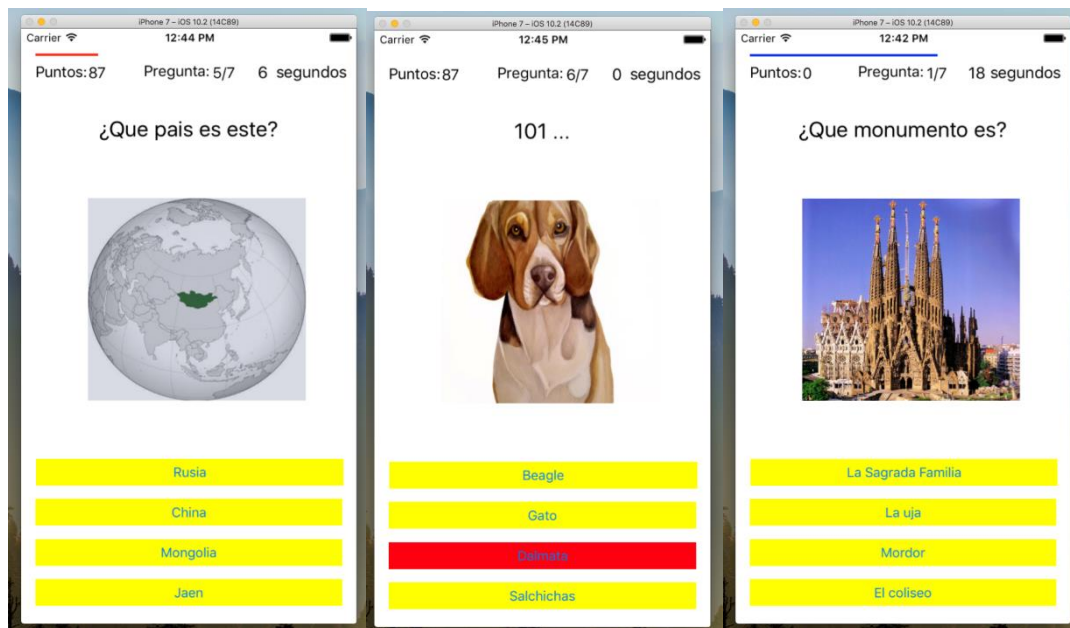 iPhone 7 – iOS 10.2 (14C89)
Carrier 12:44 PM
Puntos:87 Pregunta: 5/7 6 segundos
¿Que pais es este?
Rusia
China
Mongolia
Jaen
iPhone 7 – iOS 10.2 (14C89)
Carrier 12:45 PM
Puntos:87 Pregunta: 6/7 0 segundos
101 ...
Beagle
Gato
Dalmata
Salchichas
iPhone 7 – iOS 10.2 (14C89)
Carrier 12:42 PM
Puntos:0 Pregunta: 1/7 18 segundos
¿Que monumento es?
La Sagrada Familia
La uja
Mordor
El coliseo